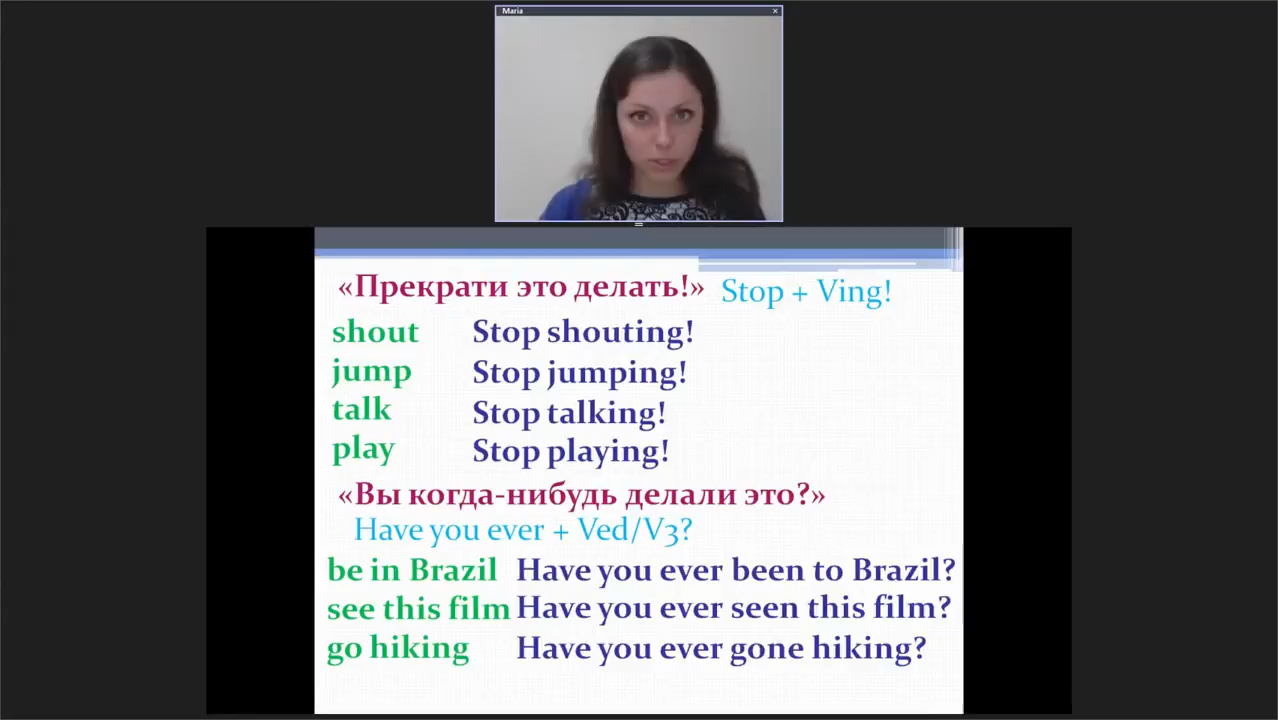 Maria
«Прекрати это делать!» Stop + Ving!
shout Stop shouting!
jump Stop jumping!
talk Stop talking!
play Stop playing!
«Вы когда-нибудь делали это?»
Have you ever + Ved/V3?
be in Brazil Have you ever been to Brazil?
see this film Have you ever seen this film?
go hiking Have you ever gone hiking?